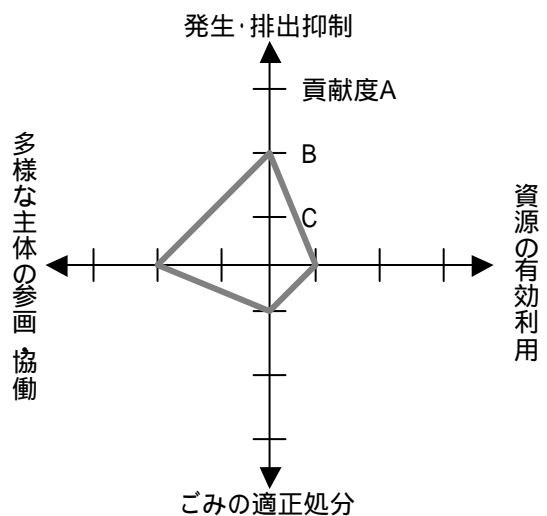 発生・排出抑制
貢献度A
B
C
多様な主体の参画・協働
資源の有効利用
ごみの適正処分